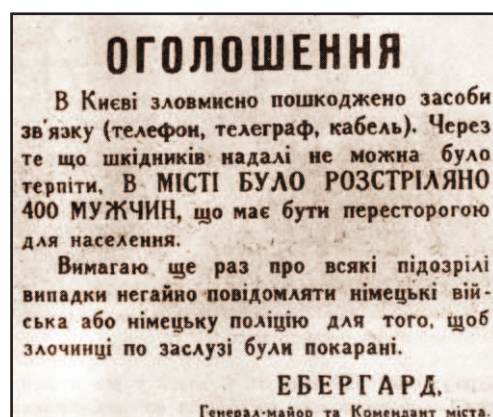 ОГОЛОШЕННЯ
В Києві зловмисно пошкоджено засоби
зв'язку (телефон, телеграф, кабель). Через
те що шкідників надалі не можна було
терпіти, В МІСТІ БУЛО РОЗСТРІЛЯНО
400 МУЖЧИН, що має бути пересторогою
для населення.
Вимагаю ще раз про всякі підозрілі
випадки негайно повідомляти німецькі вій-
ська або німецьку поліцію для того, щоб
злочинці по заслузі були покарані.
ЕБЕРГАРД,
Генерал-майор та Комендант міста.